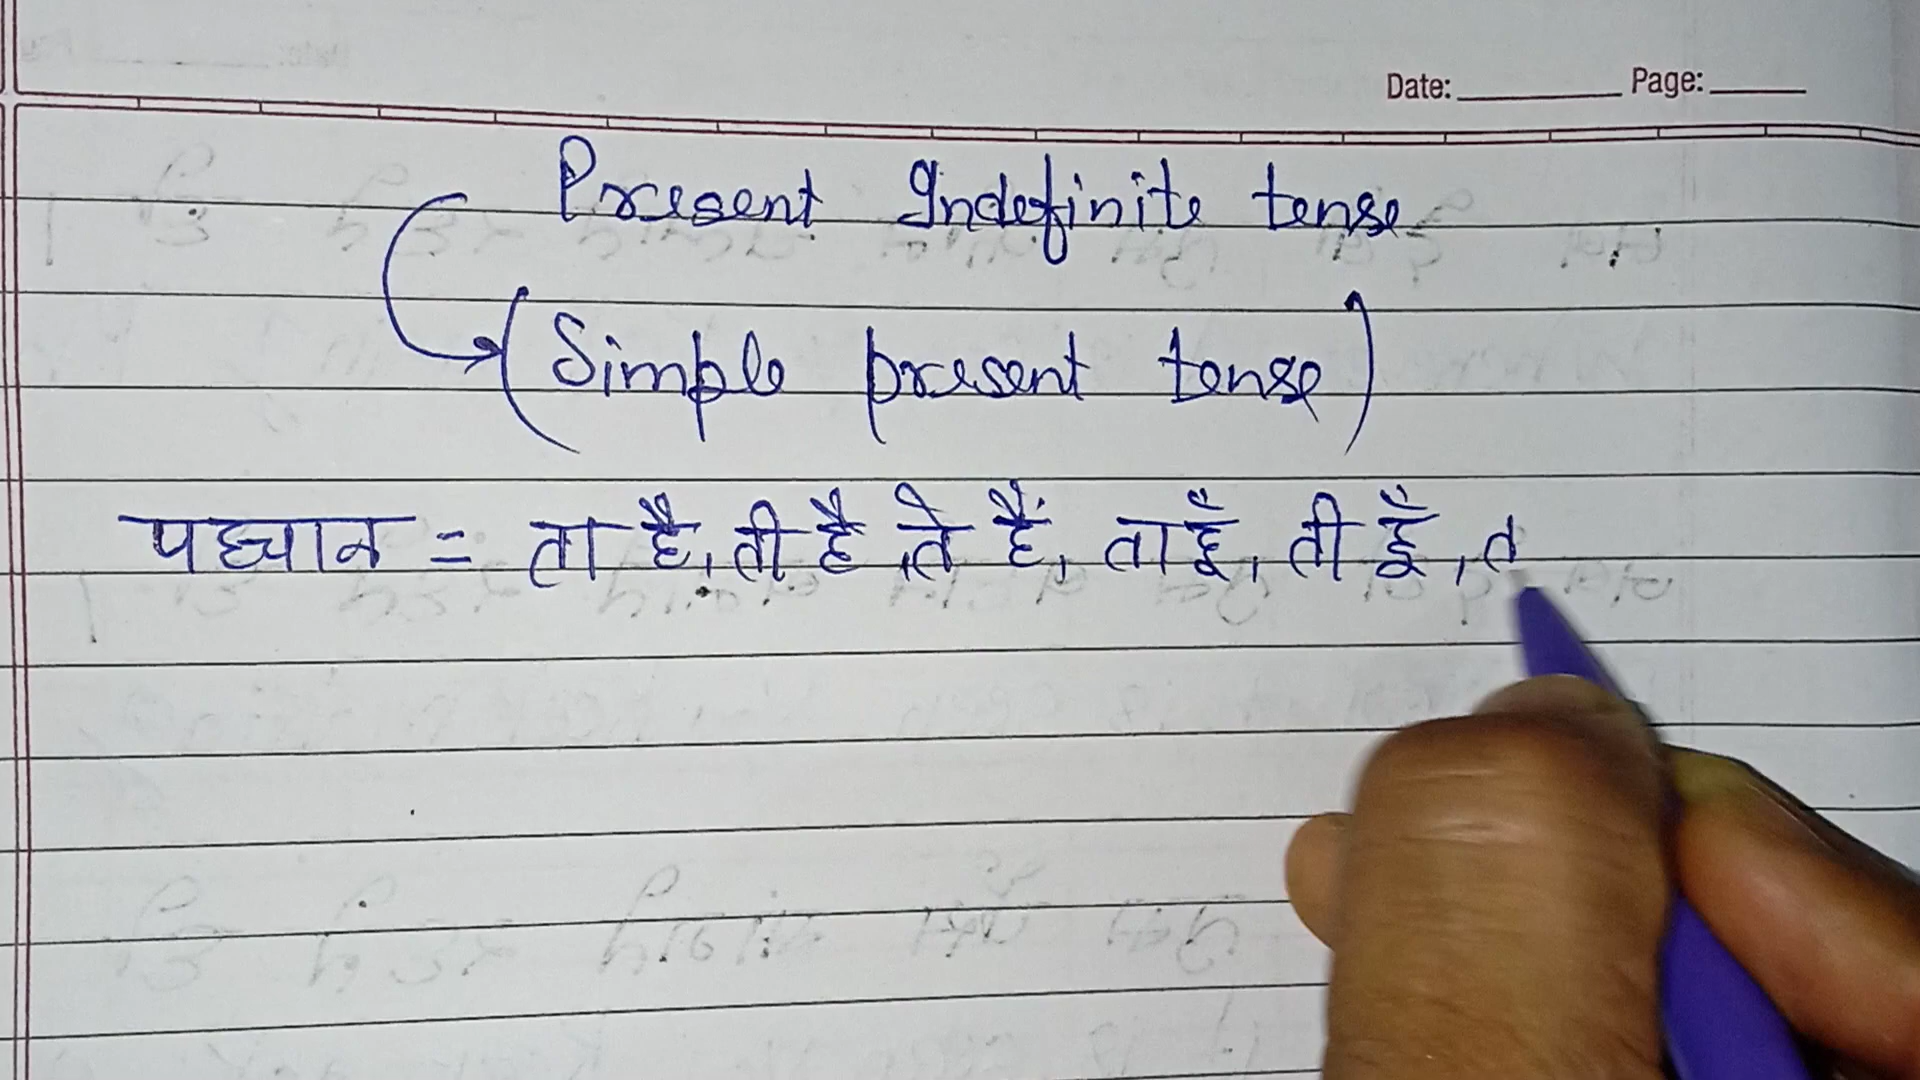 Date: Page:
Present Indefinite tense
(Simple present tense)
पहचान = ता है, ती है, ते हैं, ता हूँ, ती हूँ, त